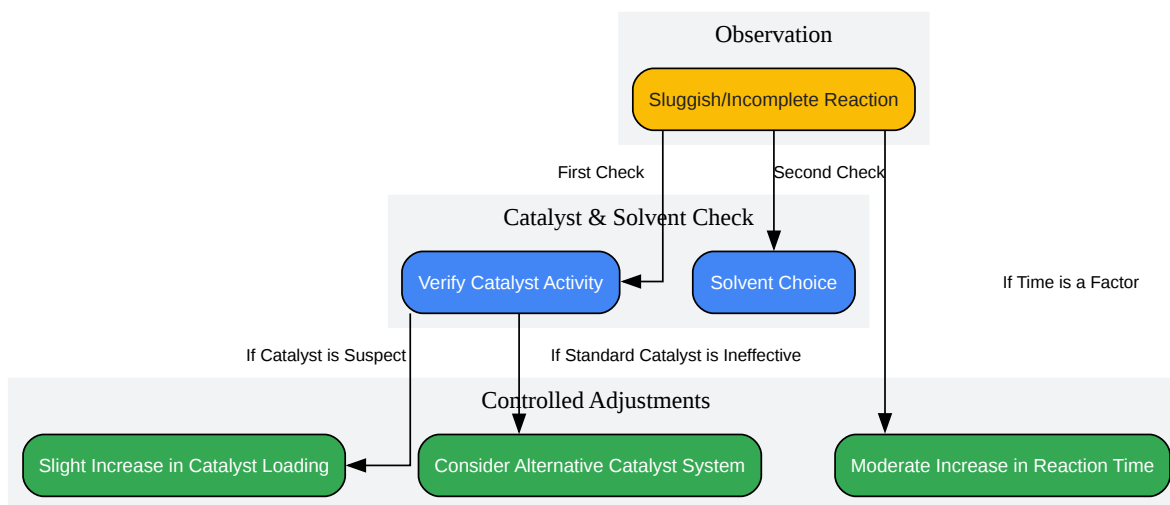 Observation
Sluggish/Incomplete Reaction
First Check
Second Check
Catalyst & Solvent Check
Verify Catalyst Activity
Solvent Choice
If Time is a Factor
If Catalyst is Suspect
If Standard Catalyst is Ineffective
Controlled Adjustments
Slight Increase in Catalyst Loading
Consider Alternative Catalyst System
Moderate Increase in Reaction Time